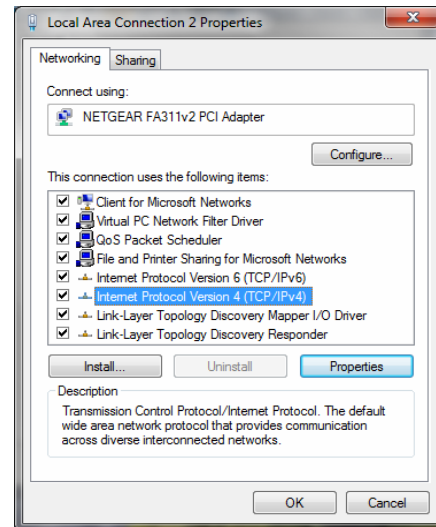 Local Area Connection 2 Properties
Networking
Sharing
Connect using:
NETGEAR FA311v2 PCI Adapter
Configure...
This connection uses the following items:
Client for Microsoft Networks
Virtual PC Network Filter Driver
QoS Packet Scheduler
File and Printer Sharing for Microsoft Networks
Internet Protocol Version 6 (TCP/IPv6)
Internet Protocol Version 4 (TCP/IPv4)
Link-Layer Topology Discovery Mapper I/O Driver
Link-Layer Topology Discovery Responder
Install...
Uninstall
Properties
Description
Transmission Control Protocol/Internet Protocol. The default
wide area network protocol that provides communication
across diverse interconnected networks.
OK
Cancel